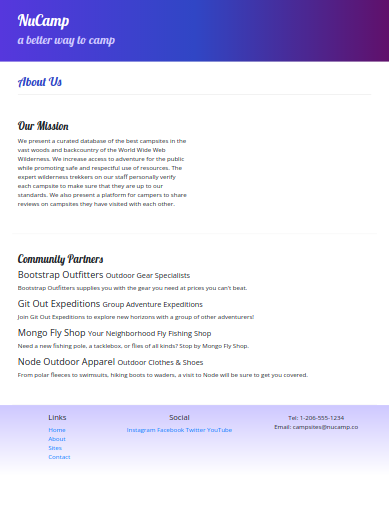 NuCamp
a better way to camp
About Us
Our Mission
We present a curated database of the best campsites in the
vast woods and backcountry of the World Wide Web
Wilderness. We increase access to adventure for the public
while promoting safe and respectful use of resources. The
expert wilderness trekkers on our staff personally verify
each campsite to make sure that they are up to our
standards. We also present a platform for campers to share
reviews on campsites they have visited with each other.
Community Partners
Bootstrap Outfitters Outdoor Gear Specialists
Bootstrap Outfitters supplies you with the gear you need at prices you can't beat.
Git Out Expeditions Group Adventure Expeditions
Join Git Out Expeditions to explore new horizons with a group of other adventurers!
Mongo Fly Shop Your Neighborhood Fly Fishing Shop
Need a new fishing pole, a tacklebox, or flies of all kinds? Stop by Mongo Fly Shop.
Node Outdoor Apparel Outdoor Clothes & Shoes
From polar fleeces to swimsuits, hiking boots to waders, a visit to Node will be sure to get you covered.
Links
Home
About
Sites
Contact
Social
Instagram Facebook Twitter YouTube
Tel: 1-206-555-1234
Email: campsites@nucamp.co